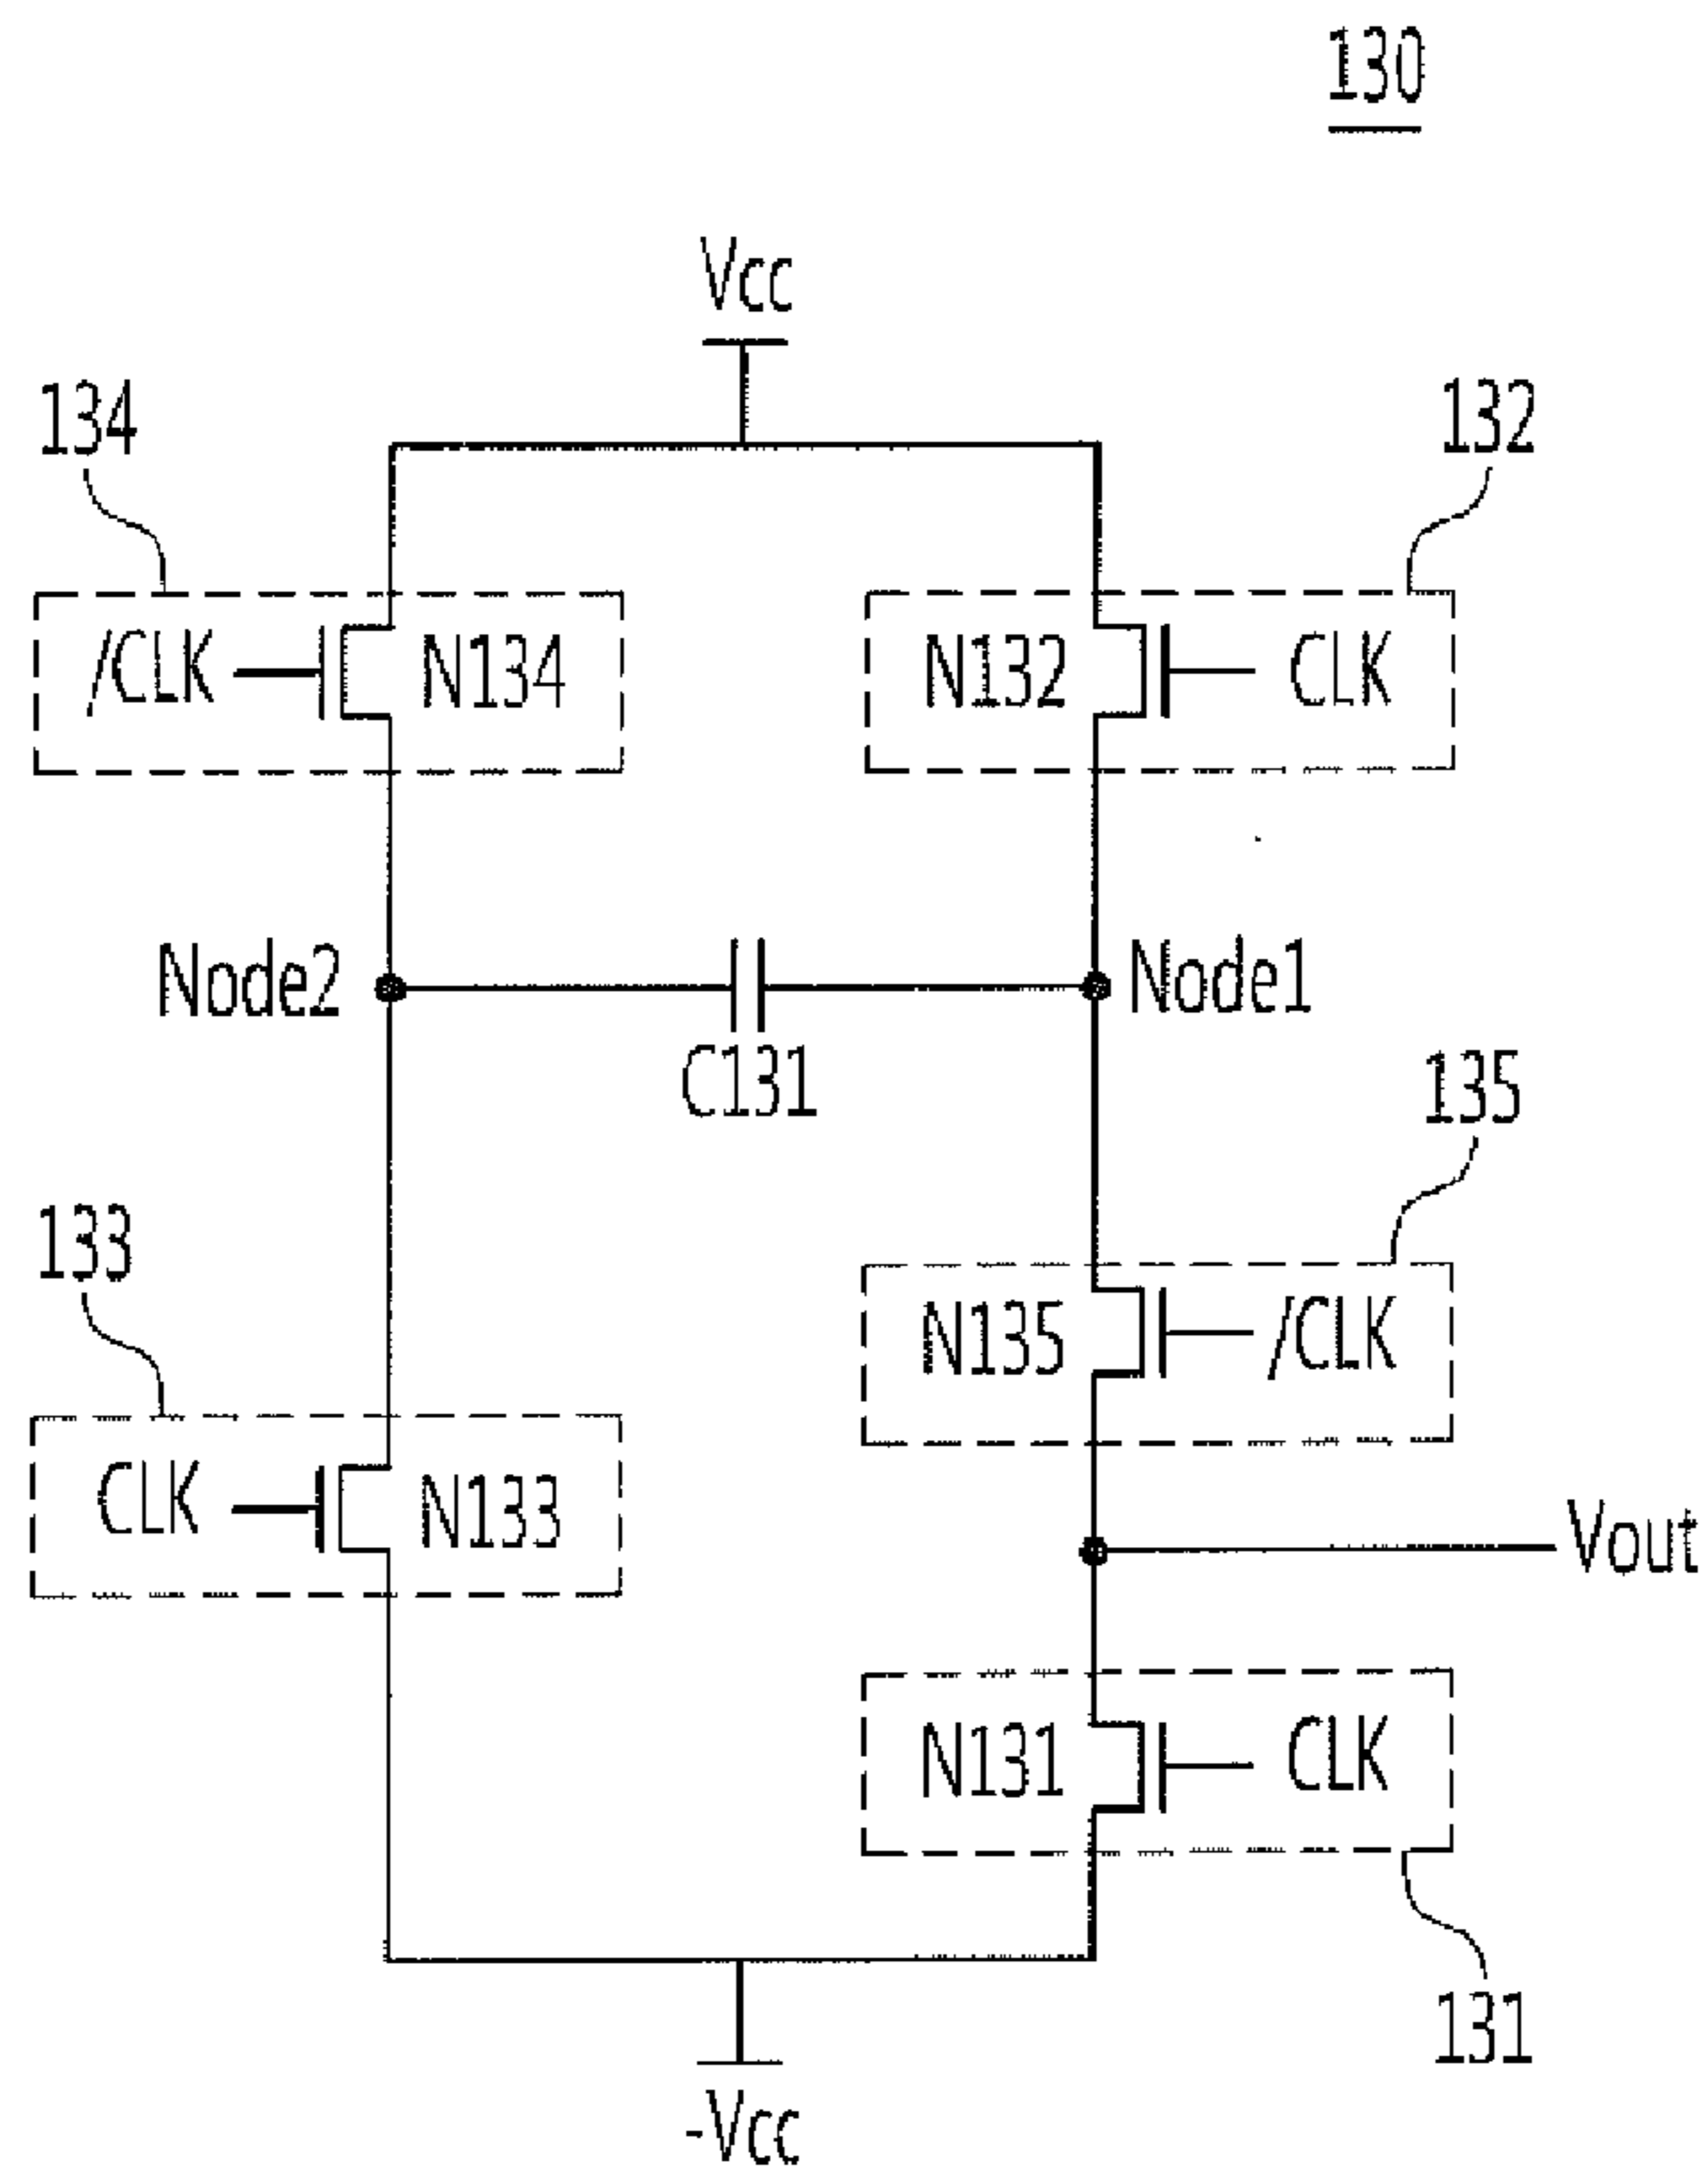 130
Vcc
134
132
/CLK
N134
N132
CLK
Node2
Node1
C131
135
133
N135
/CLK
CLK
N133
Vout
N131
CLK
131
-Vcc